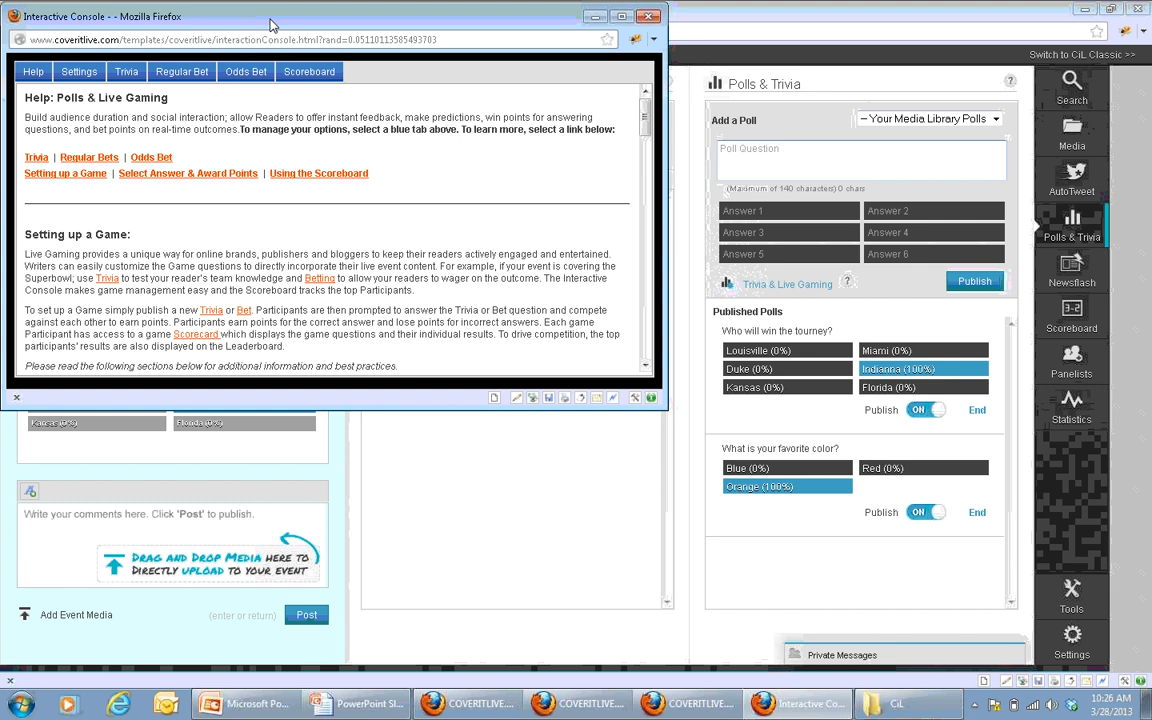 Interactive Console - - Mozilla Firefox
www.coveritlive.com/templates/coveritlive/interactionConsole.html?rand=0.05110113585493703
Switch to CiL Classic >>
Help Settings Trivia Regular Bet Odds Bet Scoreboard
Help: Polls & Live Gaming
Build audience duration and social interaction; allow Readers to offer instant feedback, make predictions, win points for answering
questions, and bet points on real-time outcomes.To manage your options, select a blue tab above. To learn more, select a link below:
Trivia | Regular Bets | Odds Bet
Setting up a Game | Select Answer & Award Points | Using the Scoreboard
Setting up a Game:
Live Gaming provides a unique way for online brands, publishers and bloggers to keep their readers actively engaged and entertained.
Writers can easily customize the Game questions to directly incorporate their live event content. For example, if your event is covering the
Superbowl; use Trivia to test your reader's team knowledge and Betting to allow your readers to wager on the outcome. The Interactive
Console makes game management easy and the Scoreboard tracks the top Participants.
To set up a Game simply publish a new Trivia or Bet. Participants are then prompted to answer the Trivia or Bet question and compete
against each other to earn points. Participants earn points for the correct answer and lose points for incorrect answers. Each game
Participant has access to a game Scorecard which displays the game questions and their individual results. To drive competition, the top
participants' results are also displayed on the Leaderboard.
Please read the following sections below for additional information and best practices.
Kansas (0%) Florida (0%)
Write your comments here. Click 'Post' to publish.
DRAG AND DROP MEDIA HERE TO
DIRECTLY UPLOAD TO YOUR EVENT
Add Event Media (enter or return) Post
Polls & Trivia ?
Add a Poll – Your Media Library Polls
Poll Question
(Maximum of 140 characters) 0 chars
Answer 1 Answer 2
Answer 3 Answer 4
Answer 5 Answer 6
Trivia & Live Gaming ? Publish
Published Polls
Who will win the tourney?
Louisville (0%) Miami (0%)
Duke (0%) Indianna (100%)
Kansas (0%) Florida (0%)
Publish ON End
What is your favorite color?
Blue (0%) Red (0%)
Orange (100%)
Publish ON End
Private Messages
Search
Media
AutoTweet
Polls & Trivia
Newsflash
3-2
Scoreboard
Panelists
Statistics
Tools
Settings
Microsoft Po... PowerPoint Sl... COVERITLIVE.... COVERITLIVE.... COVERITLIVE.... Interactive Co... CiL
10:26 AM
3/28/2013